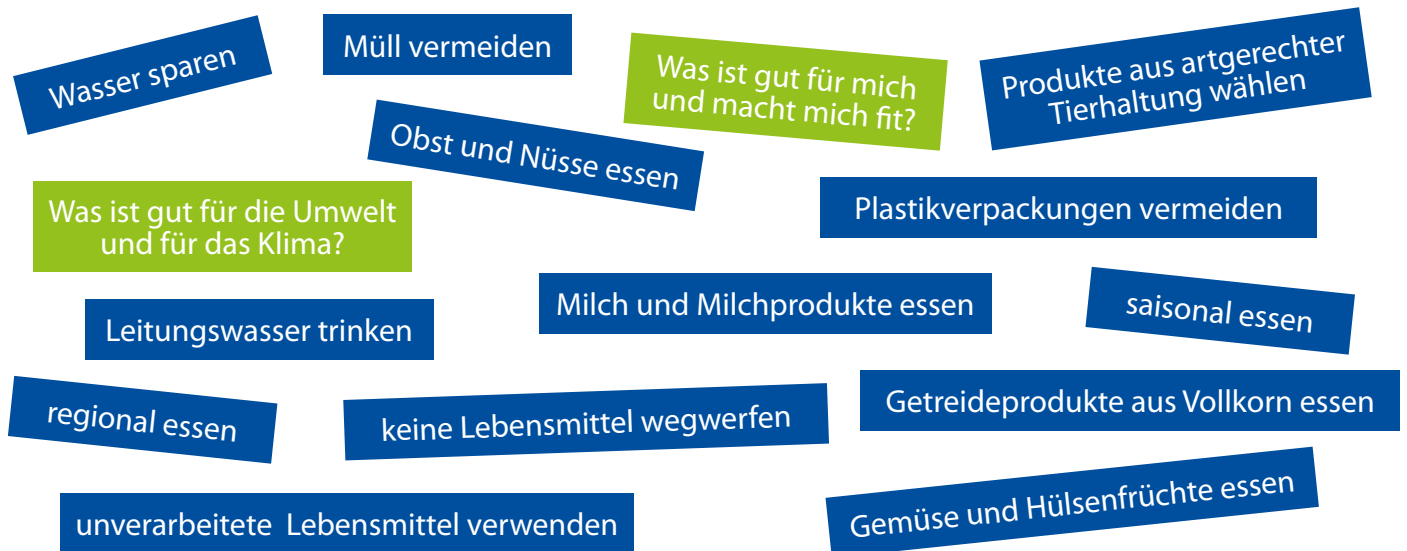 Wasser sparen
Müll vermeiden
Was ist gut für mich
und macht mich fit?
Produkte aus artgerechter
Tierhaltung wählen
Obst und Nüsse essen
Was ist gut für die Umwelt
und für das Klima?
Plastikverpackungen vermeiden
Milch und Milchprodukte essen
saisonal essen
Leitungswasser trinken
regional essen
keine Lebensmittel wegwerfen
Getreideprodukte aus Vollkorn essen
unverarbeitete Lebensmittel verwenden
Gemüse und Hülsenfrüchte essen